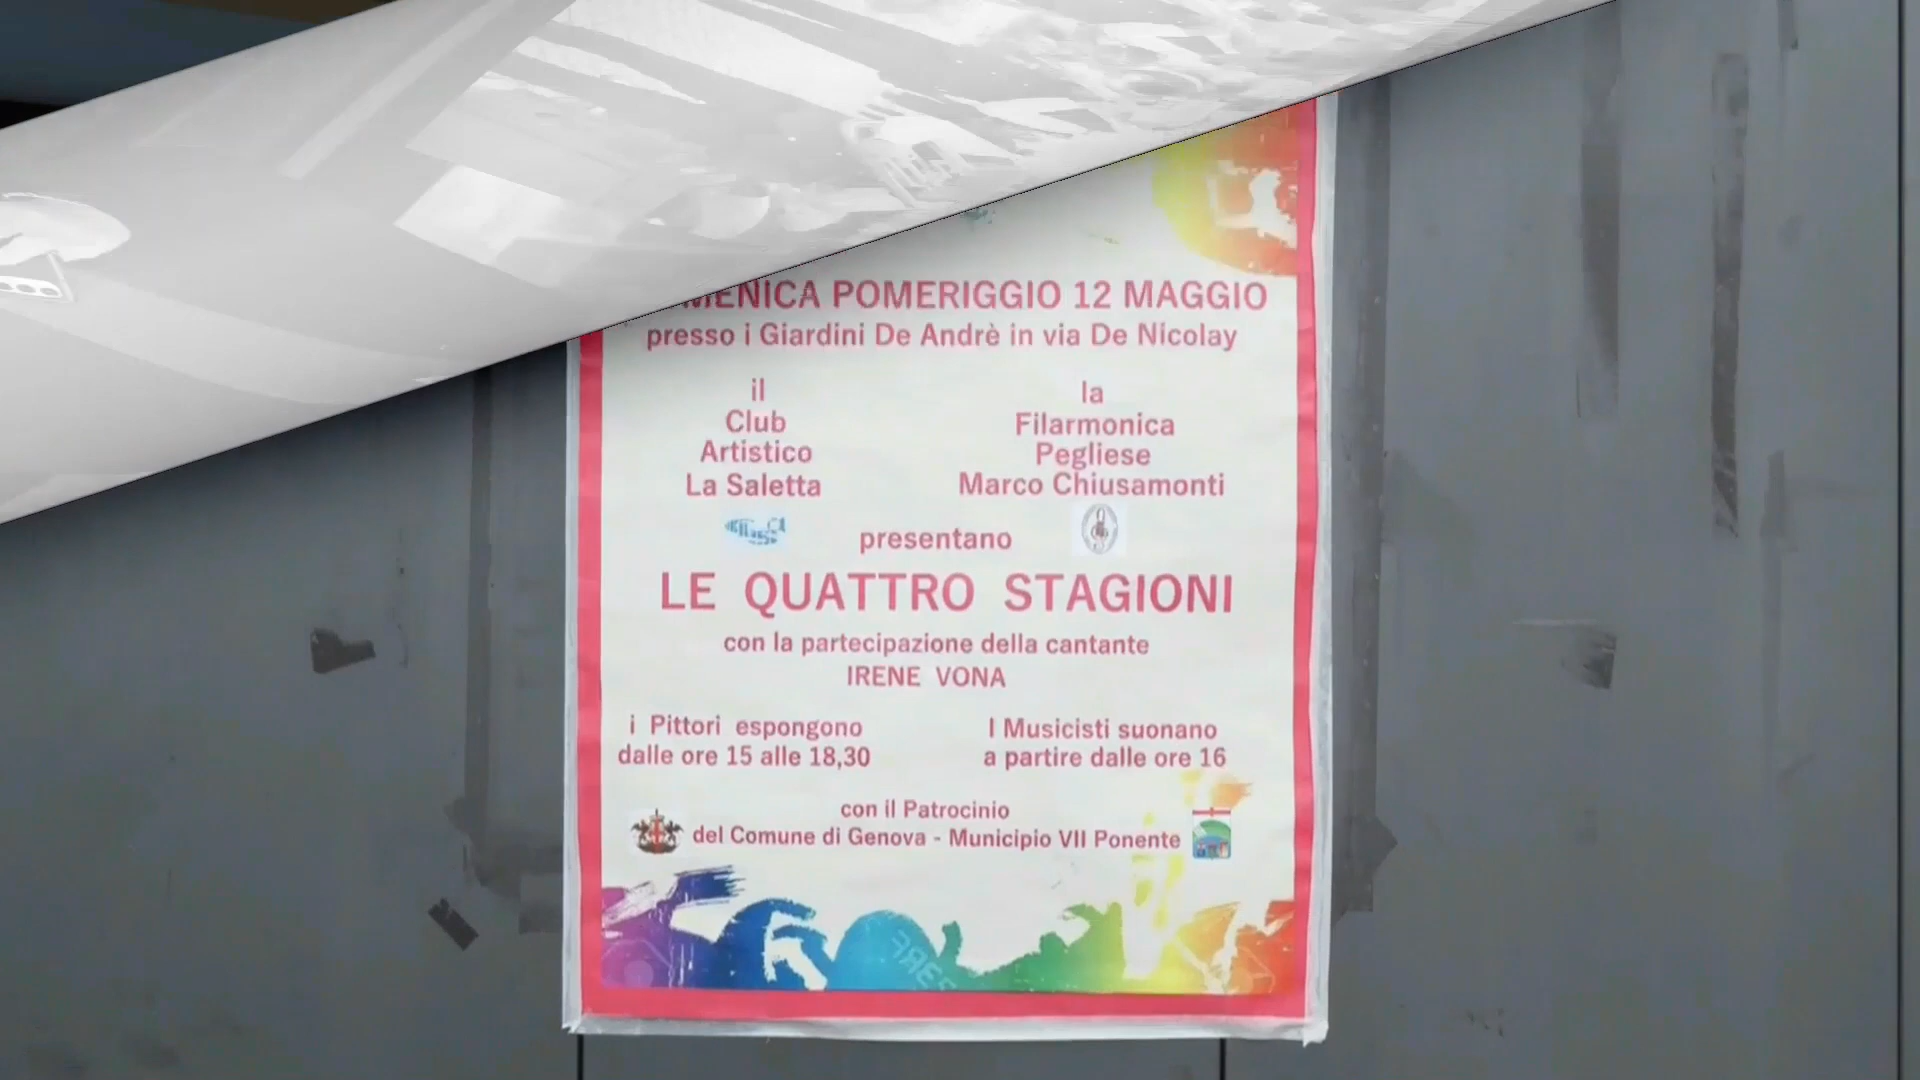 MENICA POMERIGGIO 12 MAGGIO
presso i Giardini De Andrè in via De Nicolay
il
Club
Artistico
La Saletta
la
Filarmonica
Pegliese
Marco Chiusamonti
presentano
LE QUATTRO STAGIONI
con la partecipazione della cantante
IRENE VONA
i Pittori espongono
dalle ore 15 alle 18,30
I Musicisti suonano
a partire dalle ore 16
con il Patrocinio
del Comune di Genova - Municipio VII Ponente